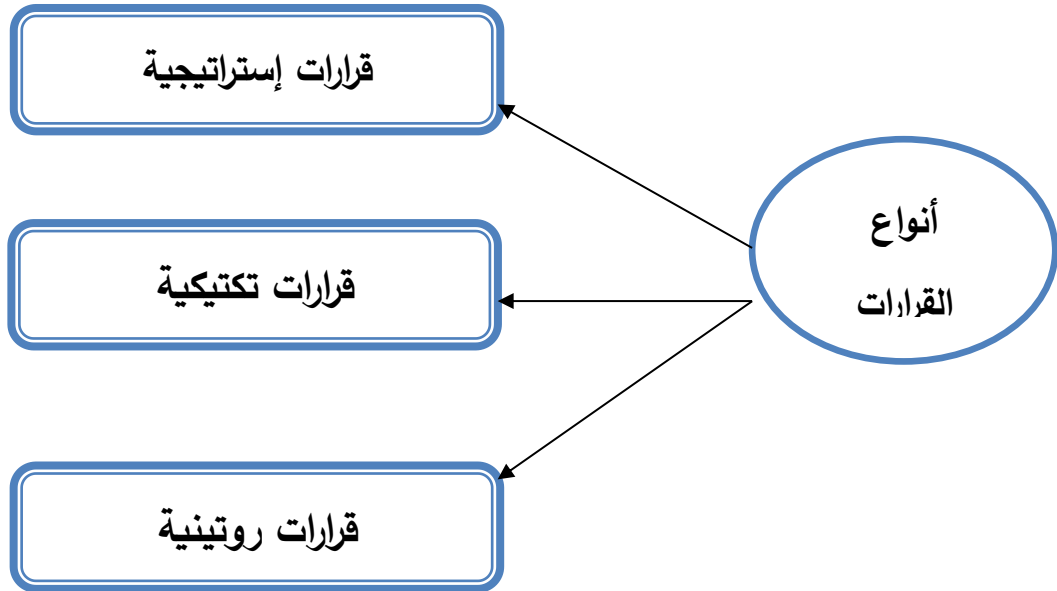 أنواع
القرارات
قرارات إستراتيجية
قرارات تكتيكية
قرارات روتينية